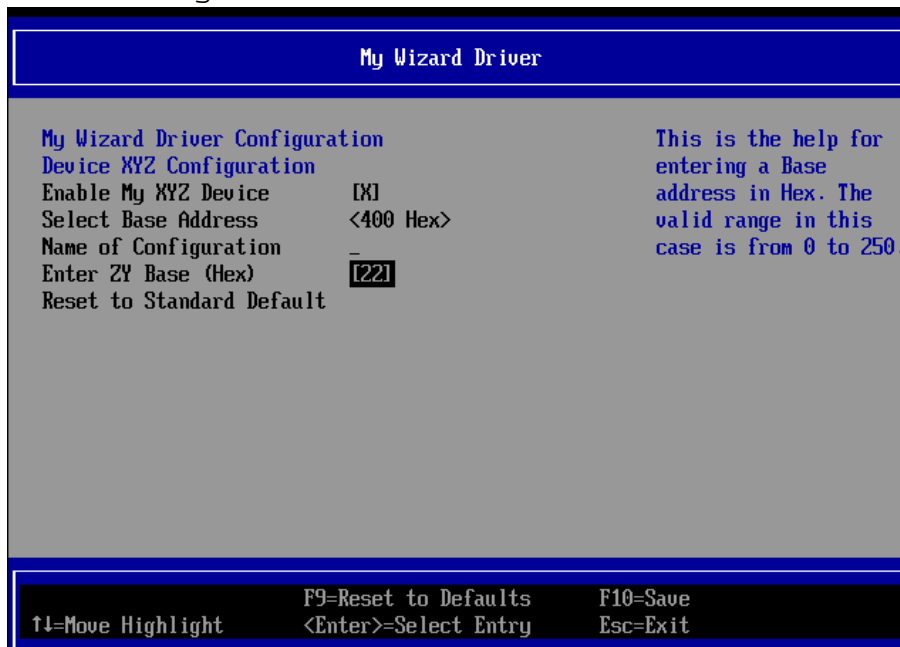 My Wizard Driver
My Wizard Driver Configuration
Device XYZ Configuration
Enable My XYZ Device [X]
Select Base Address <400 Hex>
Name of Configuration _
Enter ZY Base (Hex) [22]
Reset to Standard Default
This is the help for
entering a Base
address in Hex. The
valid range in this
case is from 0 to 250.
F9=Reset to Defaults F10=Save
↑↓=Move Highlight <Enter>=Select Entry Esc=Exit